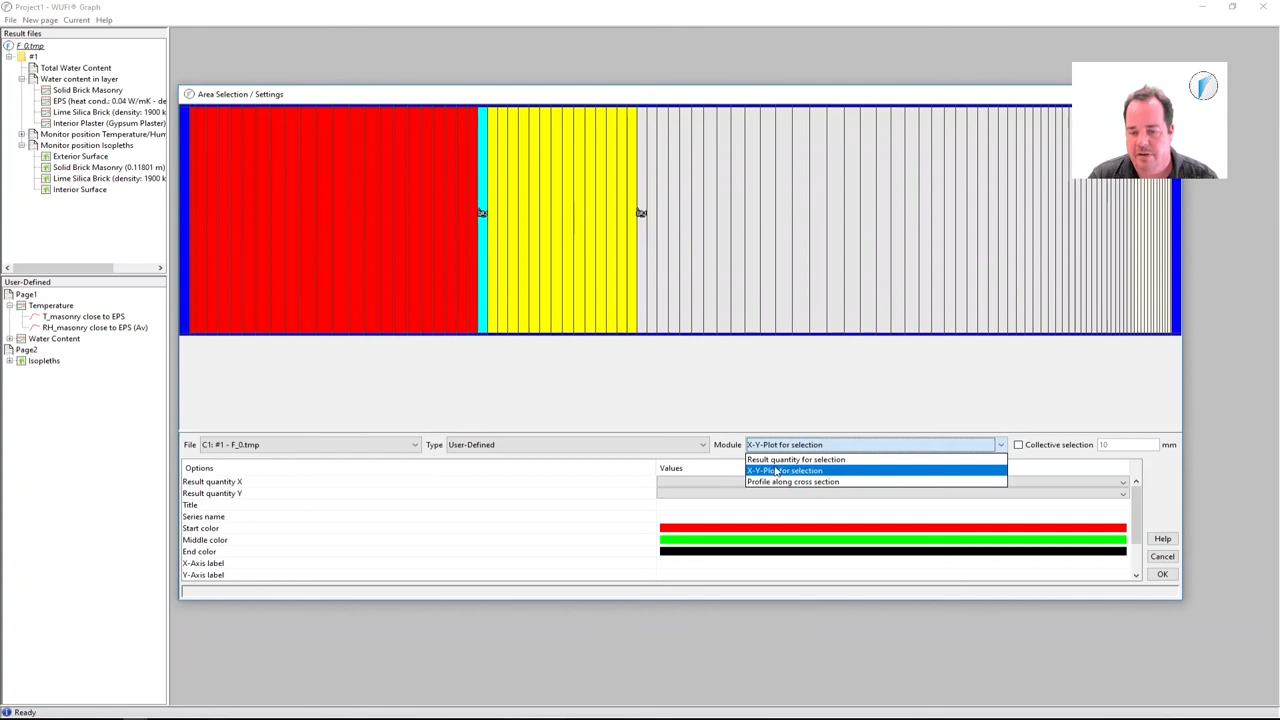 Project1 - WUFI® Graph
File New page Current Help
Result files
F_0.tmp
#1
Total Water Content
Water content in layer
Solid Brick Masonry
EPS (heat cond.: 0.04 W/mK - de
Lime Silica Brick (density: 1900 k
Interior Plaster (Gypsum Plaster)
Monitor position Temperature/Hum
Monitor position Isopleths
Exterior Surface
Solid Brick Masonry (0.11801 m)
Lime Silica Brick (density: 1900 k
Interior Surface
User-Defined
Page1
Temperature
T_masonry close to EPS
RH_masonry close to EPS (Av)
Water Content
Page2
Isopleths
Area Selection / Settings
File C1: #1 - F_0.tmp Type User-Defined Module X-Y-Plot for selection Collective selection 10 mm
Result quantity for selection
X-Y-Plot for selection
Profile along cross section
Options Values
Result quantity X
Result quantity Y
Title
Series name
Start color
Middle color
End color
X-Axis label
Y-Axis label
Help
Cancel
OK
Ready